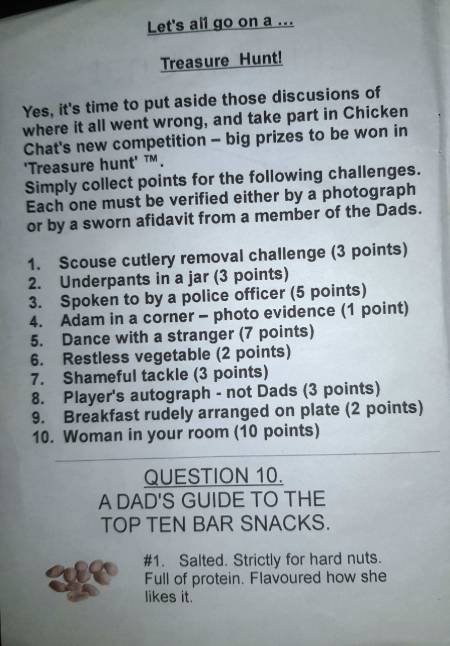 Let's all go on a ...
Treasure Hunt!
Yes, it's time to put aside those discusions of
where it all went wrong, and take part in Chicken
Chat's new competition – big prizes to be won in
'Treasure hunt' ™.
Simply collect points for the following challenges.
Each one must be verified either by a photograph
or by a sworn afidavit from a member of the Dads.
1. Scouse cutlery removal challenge (3 points)
2. Underpants in a jar (3 points)
3. Spoken to by a police officer (5 points)
4. Adam in a corner – photo evidence (1 point)
5. Dance with a stranger (7 points)
6. Restless vegetable (2 points)
7. Shameful tackle (3 points)
8. Player's autograph - not Dads (3 points)
9. Breakfast rudely arranged on plate (2 points)
10. Woman in your room (10 points)
QUESTION 10.
A DAD'S GUIDE TO THE
TOP TEN BAR SNACKS.
#1. Salted. Strictly for hard nuts.
Full of protein. Flavoured how she
likes it.